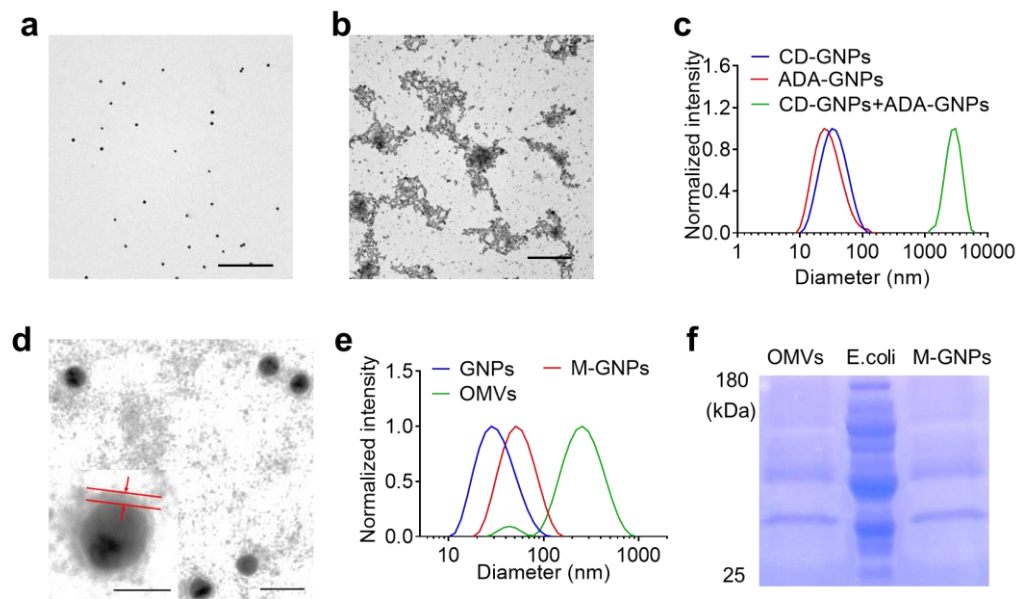 a
b
c
Normalized intensity
CD-GNPs
ADA-GNPs
CD-GNPs+ADA-GNPs
1.6
1.2
0.8
0.4
0.0
1 10 100 1000 10000
Diameter (nm)
d
e
Normalized intensity
GNPs M-GNPs
OMVs
1.5
1.0
0.5
0.0
10 100 1000
Diameter (nm)
f
OMVs E.coli M-GNPs
180
(kDa)
25